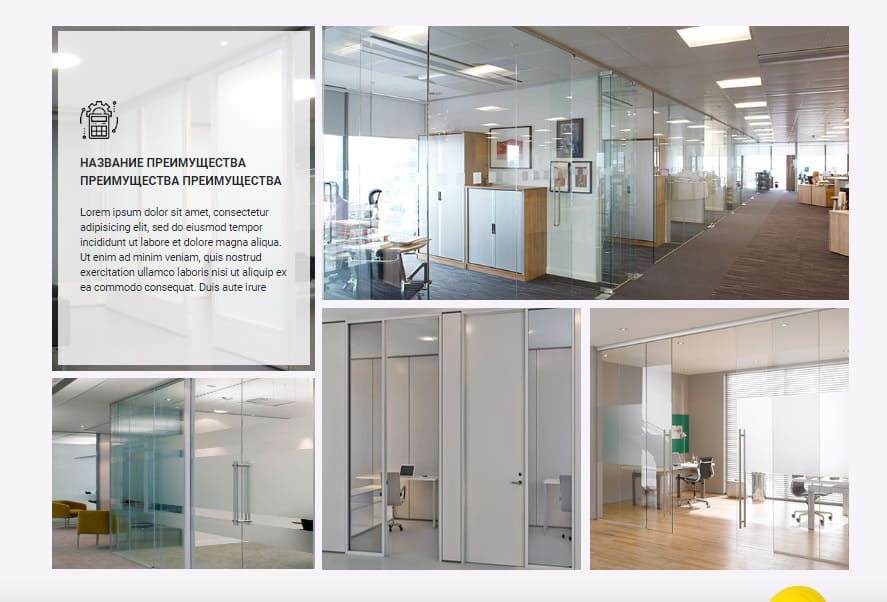 НАЗВАНИЕ ПРЕИМУЩЕСТВА
ПРЕИМУЩЕСТВА ПРЕИМУЩЕСТВА
Lorem ipsum dolor sit amet, consectetur
adipisicing elit, sed do eiusmod tempor
incididunt ut labore et dolore magna aliqua.
Ut enim ad minim veniam, quis nostrud
exercitation ullamco laboris nisi ut aliquip ex
ea commodo consequat. Duis aute irure